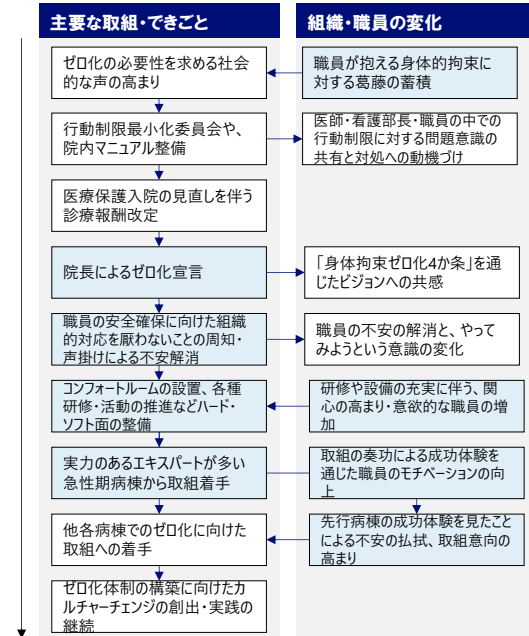 主要な取組・できごと
組織・職員の変化
ゼロ化の必要性を求める社会
的な声の高まり
職員が抱える身体的拘束に
対する葛藤の蓄積
行動制限最小化委員会や、
院内マニュアル整備
医師・看護部長・職員の中での
行動制限に対する問題意識の
共有と対処への動機づけ
医療保護入院の見直しを伴う
診療報酬改定
院長によるゼロ化宣言
「身体拘束ゼロ化4か条」を通
じたビジョンへの共感
職員の安全確保に向けた組織
的対応を厭わないことの周知・
声掛けによる不安解消
職員の不安の解消と、やって
みようという意識の変化
コンフォートルームの設置、各種
研修・活動の推進などハード・
ソフト面の整備
研修や設備の充実に伴う、関
心の高まり・意欲的な職員の増
加
実力のあるエキスパートが多い
急性期病棟から取組着手
取組の奏功による成功体験を
通じた職員のモチベーションの向
上
他各病棟でのゼロ化に向けた
取組への着手
先行病棟の成功体験を見たこと
による不安の払拭、取組意向の
高まり
ゼロ化体制の構築に向けたカ
ルチャーチェンジの創出・実践の
継続